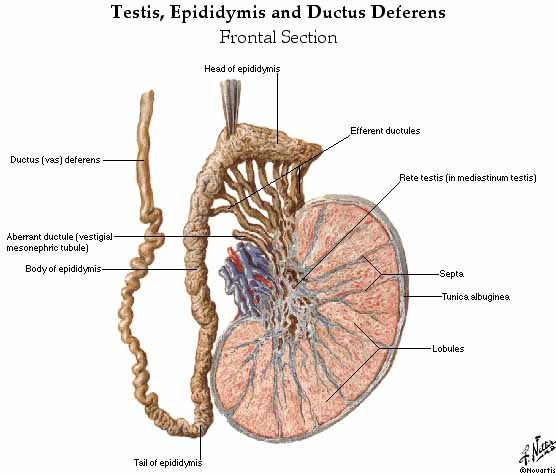 Testis, Epididymis and Ductus Deferens
Frontal Section
Head of epididymis
Efferent ductules
Ductus (vas) deferens
Rete testis (in mediastinum testis)
Aberrant ductule (vestigial
mesonephric tubule)
Body of epididymis
Septa
Tunica albuginea
Lobules
Tail of epididymis
F. Netter
©Novartis